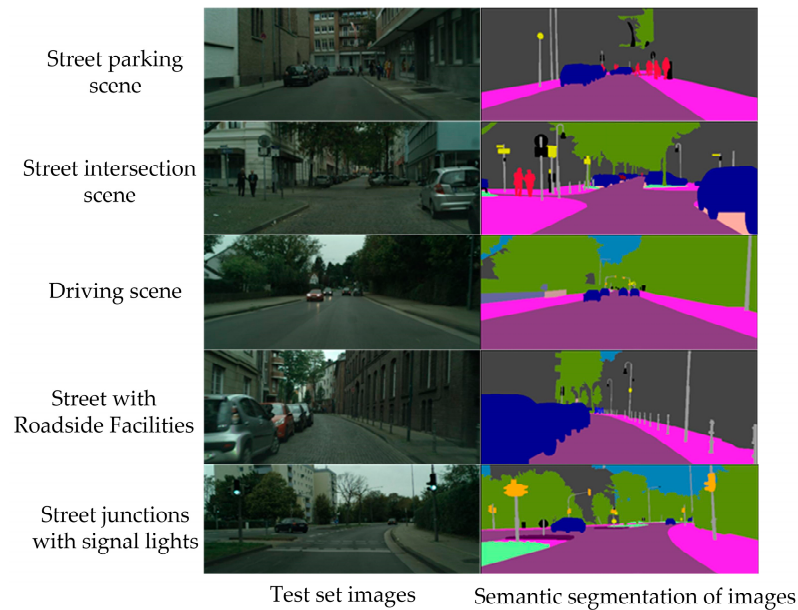 Street parking
scene
Street intersection
scene
Driving scene
Street with
Roadside Facilities
Street junctions
with signal lights
Test set images
Semantic segmentation of images